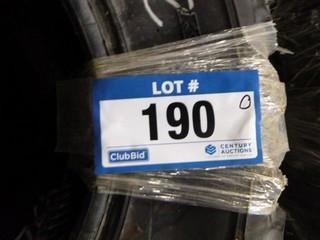 LOT #
190
ClubBid
CENTURY
AUCTIONS